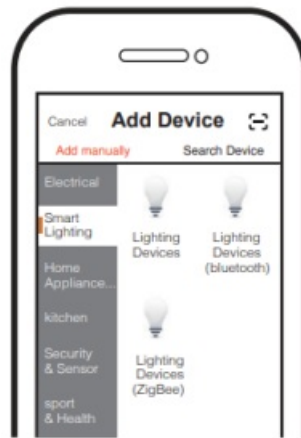 Cancel Add Device
Add manually Search Device
Electrical
Smart
Lighting
Home
Appliance...
kitchen
Security
& Sensor
sport
& Health
Lighting
Devices
Lighting
Devices
(bluetooth)
Lighting
Devices
(ZigBee)